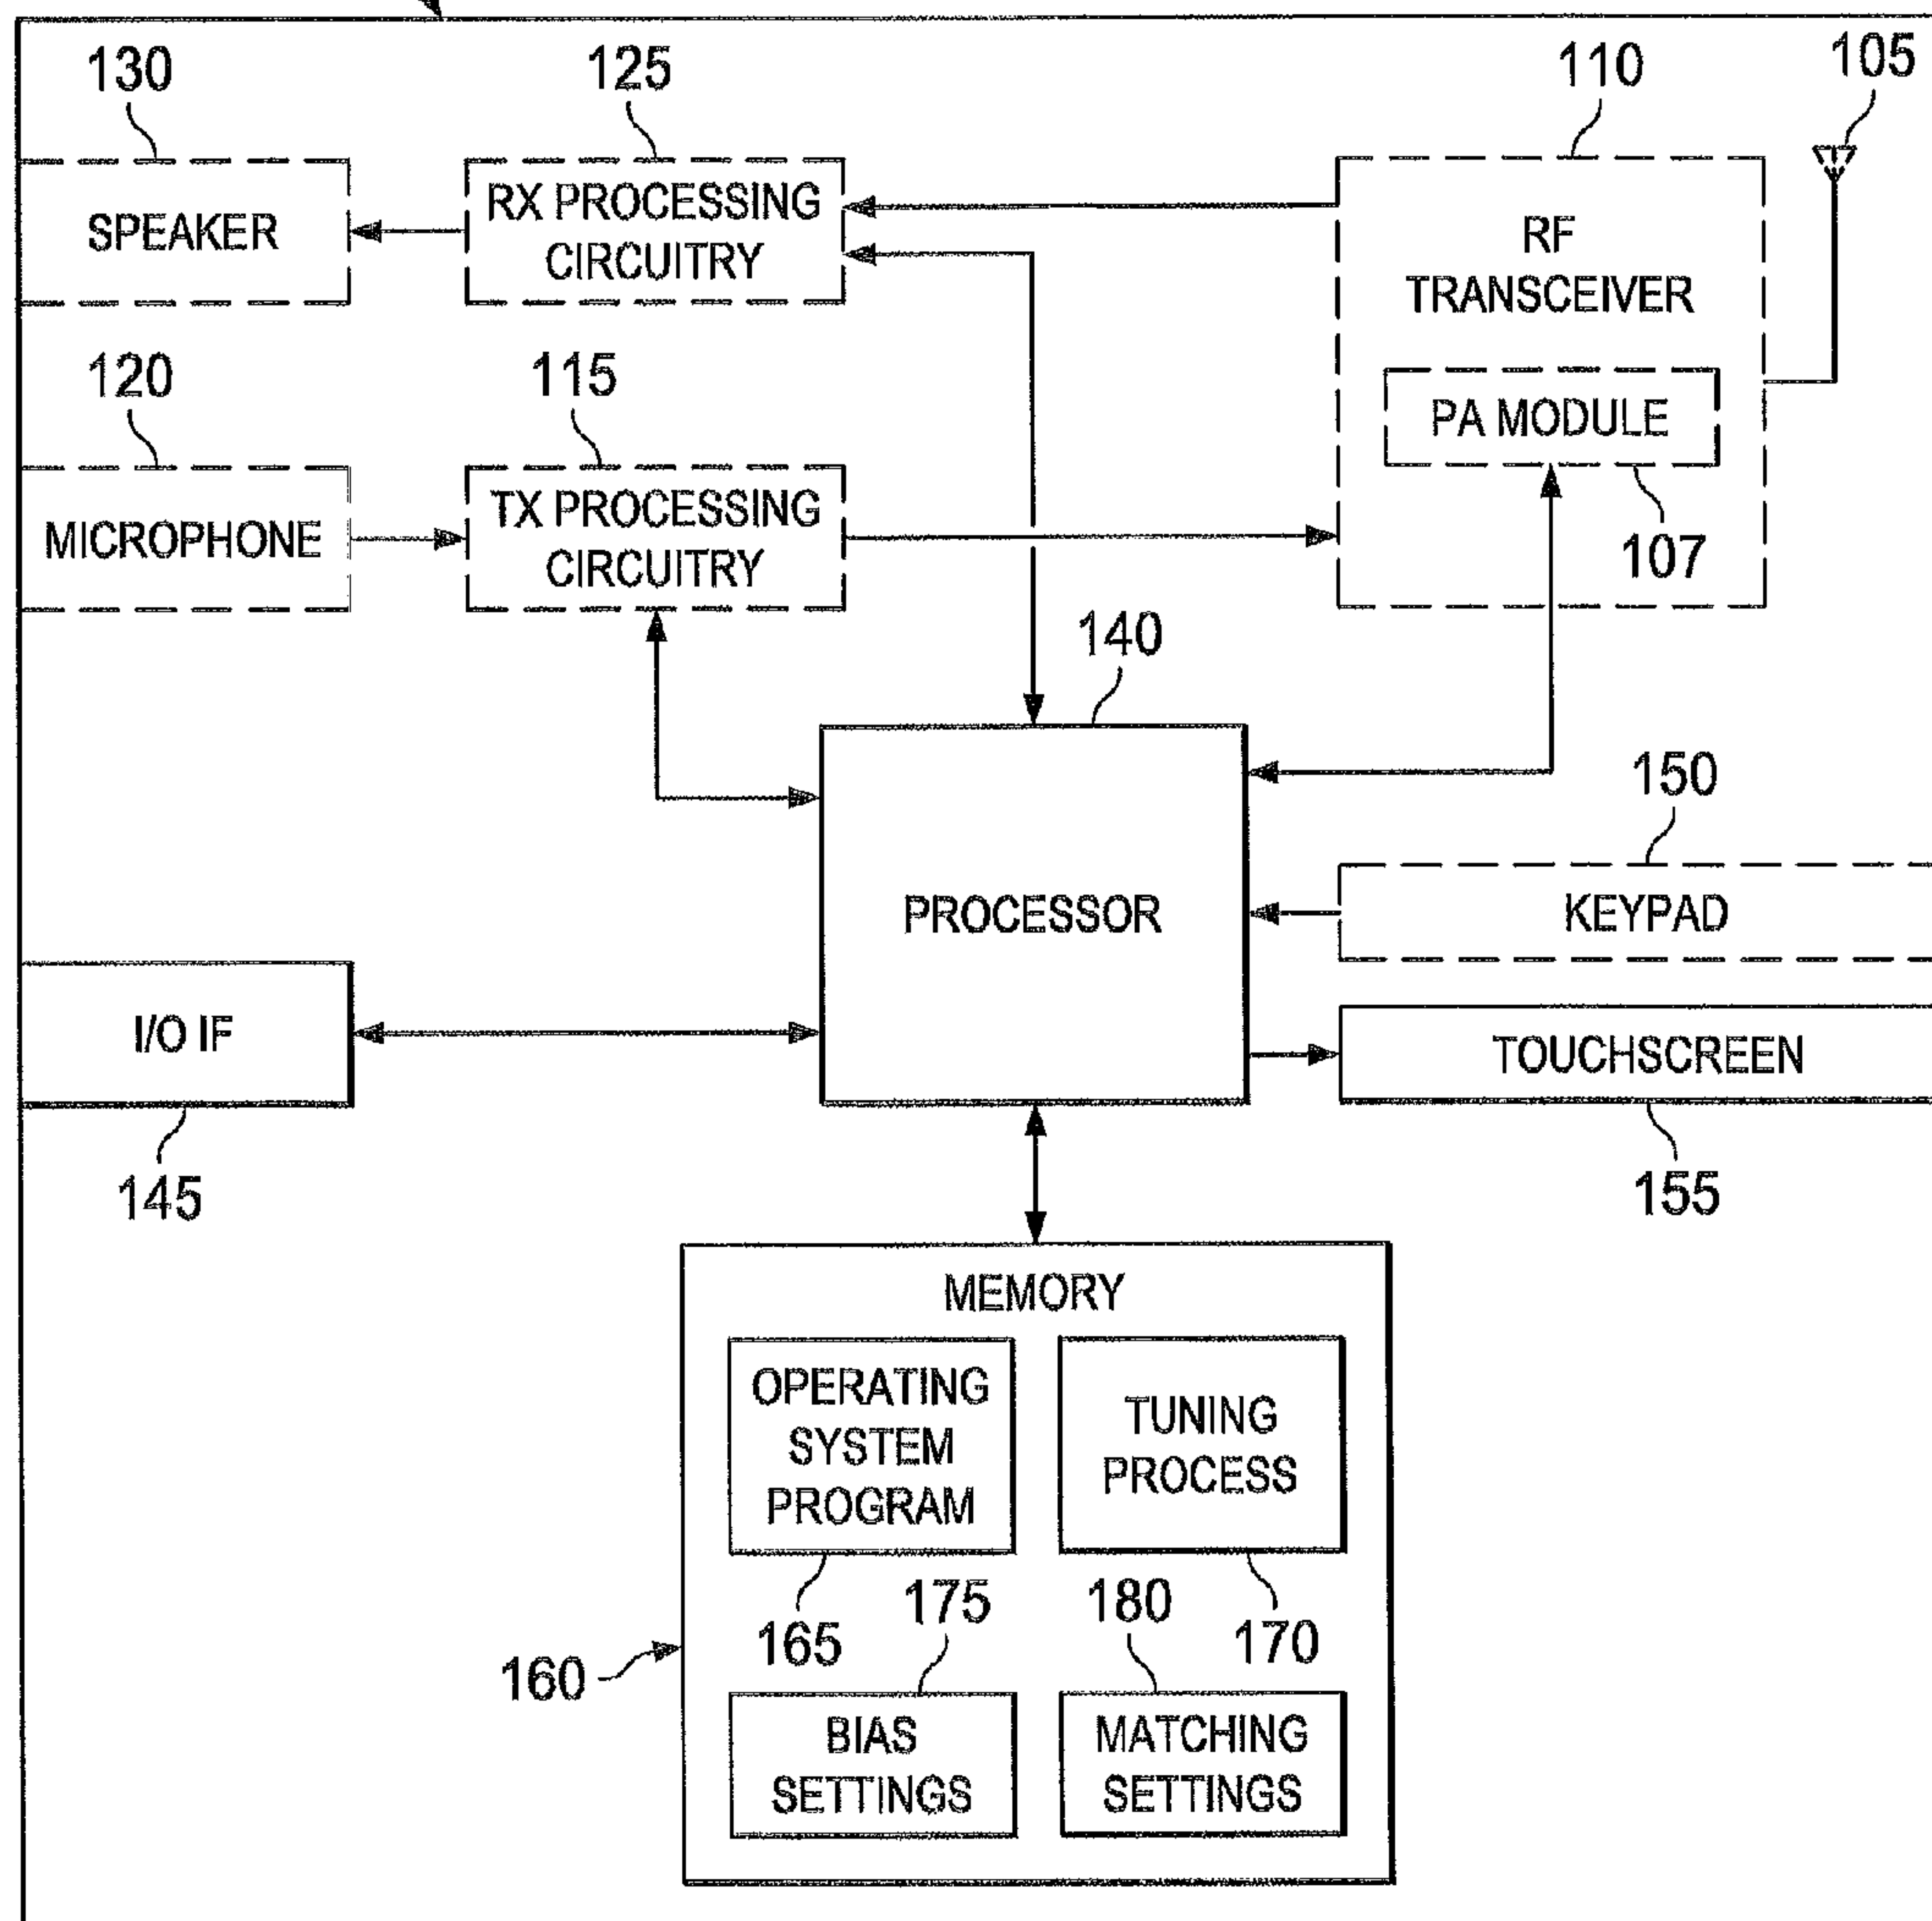 130
125
110
105
SPEAKER
RX PROCESSING
CIRCUITRY
RF
TRANSCEIVER
PA MODULE
107
120
115
MICROPHONE
TX PROCESSING
CIRCUITRY
140
PROCESSOR
150
KEYPAD
I/O IF
145
TOUCHSCREEN
155
MEMORY
OPERATING
SYSTEM
PROGRAM
165
TUNING
PROCESS
170
160
175
180
BIAS
SETTINGS
MATCHING
SETTINGS